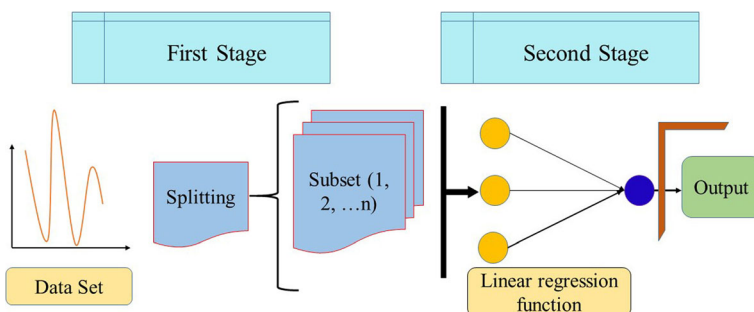 First Stage
Second Stage
Splitting
Subset (1,
2, …n)
Output
Data Set
Linear regression
function